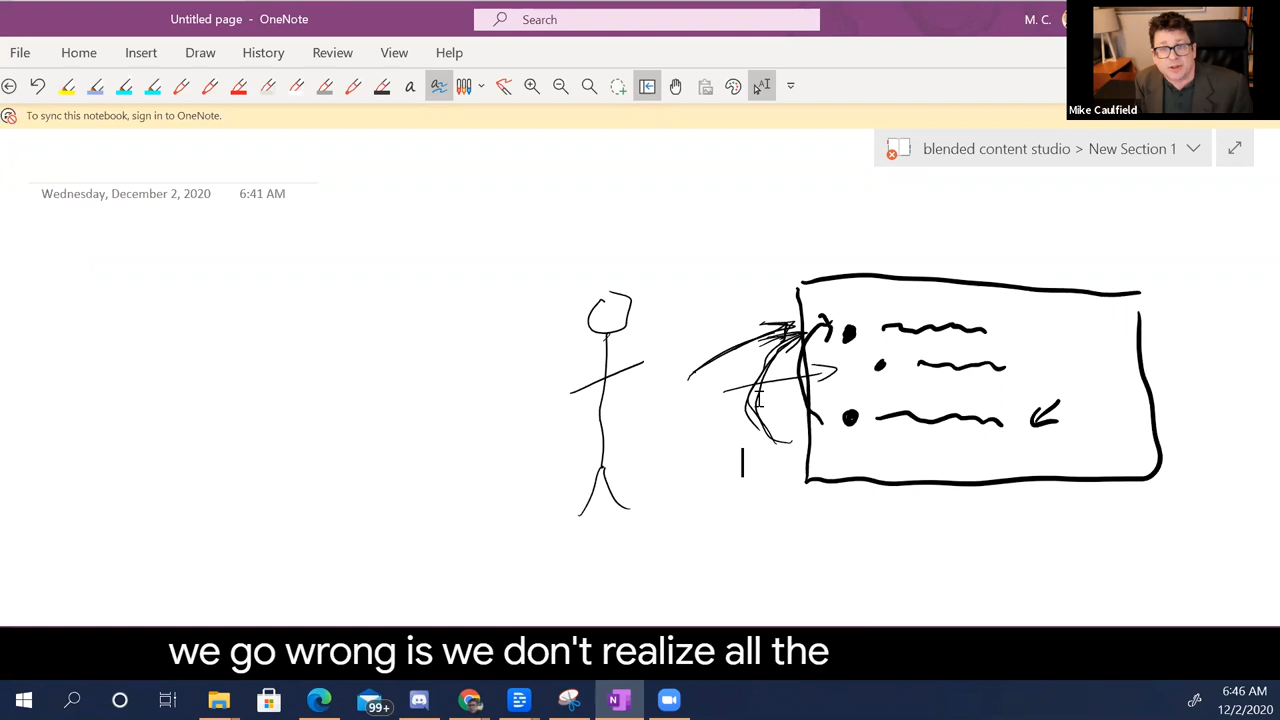 Untitled page - OneNote
Search
M. C.
File Home Insert Draw History Review View Help
a
AI
To sync this notebook, sign in to OneNote.
Mike Caulfield
blended content studio > New Section 1
Wednesday, December 2, 2020 6:41 AM
we go wrong is we don't realize all the
99+
N
6:46 AM
12/2/2020